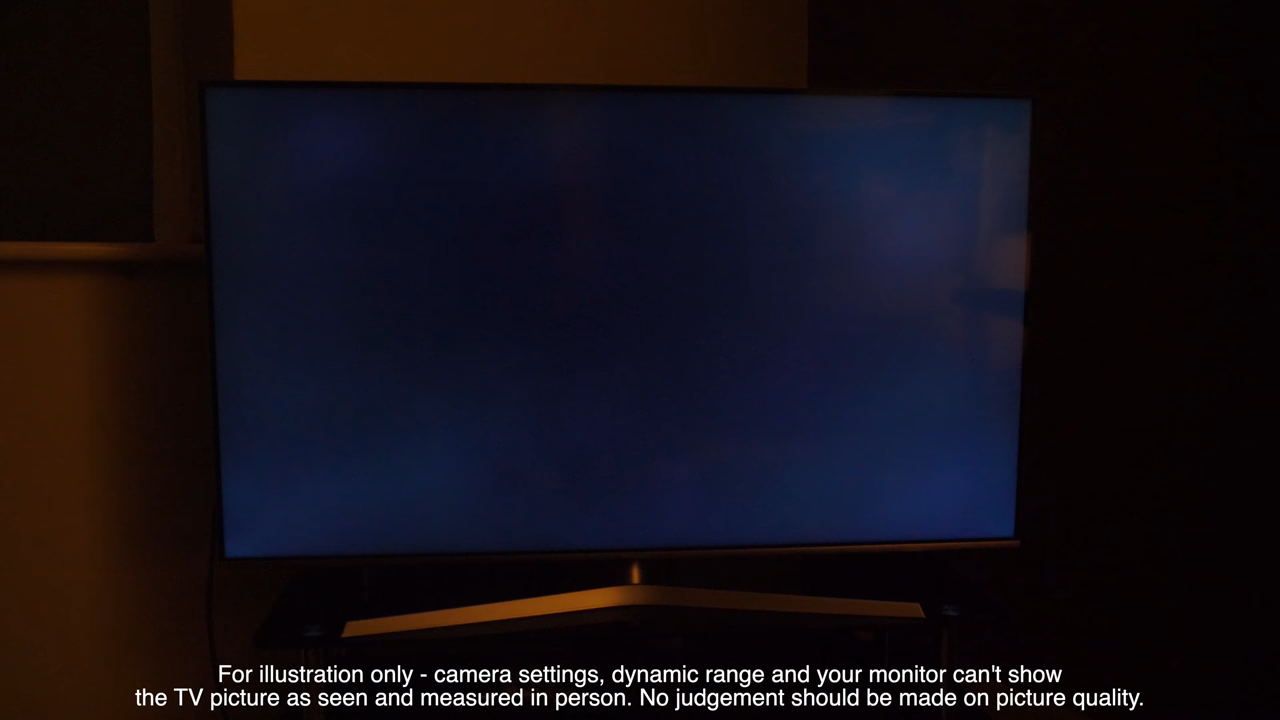 For illustration only - camera settings, dynamic range and your monitor can't show
the TV picture as seen and measured in person. No judgement should be made on picture quality.